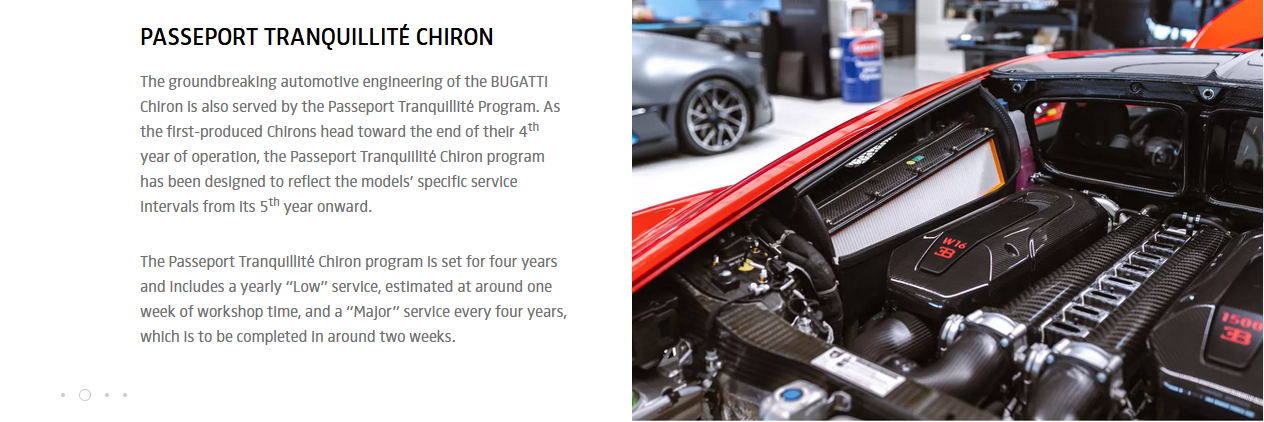 PASSEPORT TRANQUILLITÉ CHIRON
The groundbreaking automotive engineering of the BUGATTI
Chiron is also served by the Passeport Tranquillité Program. As
the first-produced Chirons head toward the end of their 4th
year of operation, the Passeport Tranquillité Chiron program
has been designed to reflect the models’ specific service
intervals from its 5th year onward.
The Passeport Tranquillité Chiron program is set for four years
and includes a yearly “Low” service, estimated at around one
week of workshop time, and a “Major” service every four years,
which is to be completed in around two weeks.
W16
1500